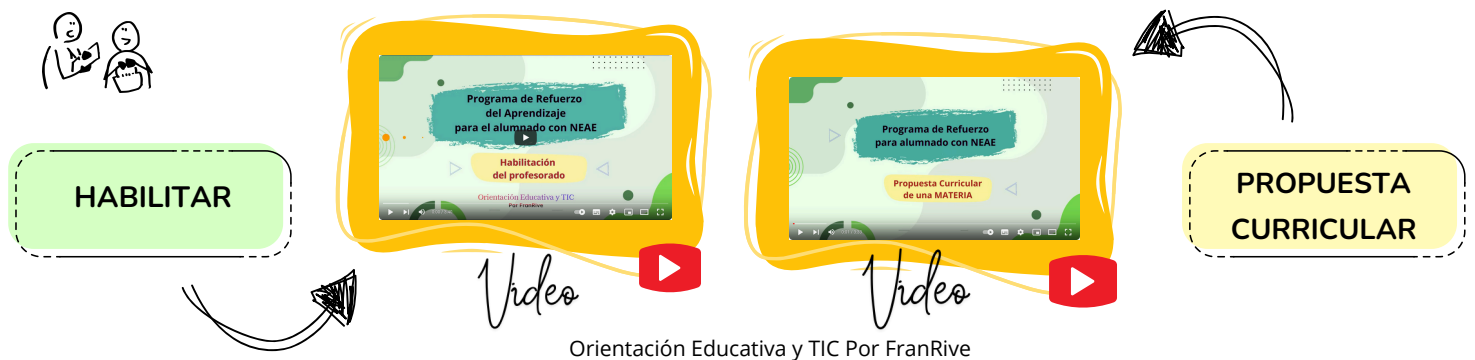 HABILITAR
Programa de Refuerzo
del Aprendizaje
para el alumnado con NEAE
Habilitación
del profesorado
Orientación Educativa y TIC
Por FranRive
Video
Programa de Refuerzo
para alumnado con NEAE
Propuesta Curricular
de una MATERIA
Video
PROPUESTA
CURRICULAR
Orientación Educativa y TIC Por FranRive